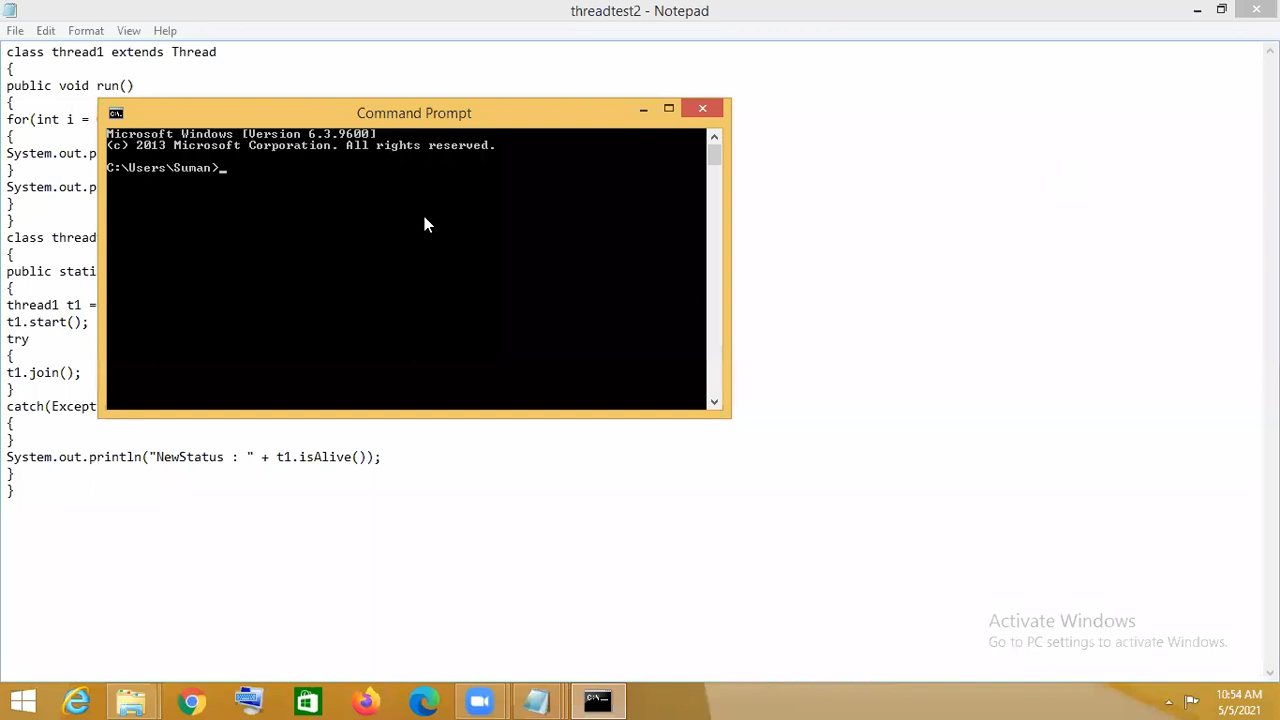 threadtest2 - Notepad
File Edit Format View Help
class thread1 extends Thread
{
public void run()
{
for(int i =
{
System.out.p
}
System.out.p
}
}
class thread
{
public stati
{
thread1 t1 =
t1.start();
try
{
t1.join();
}
catch(Except
{
}
System.out.println("NewStatus : " + t1.isAlive());
}
}
Command Prompt
Microsoft Windows [Version 6.3.9600]
(c) 2013 Microsoft Corporation. All rights reserved.
C:\Users\Suman>_
Activate Windows
Go to PC settings to activate Windows.
10:54 AM
5/5/2021